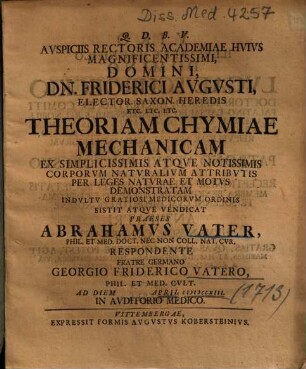 Diss. Med. 4257
Q. D. B. V.
AVSPICIIS RECTORIS ACADEMIAE HVIVS
MAGNIFICENTISSIMI,
DOMINI,
DN. FRIDERICI AVGVSTI,
ELECTOR. SAXON. HEREDIS
ETC. ETC. ETC.
THEORIAM CHYMIAE
MECHANICAM
EX SIMPLICISSIMIS ATQVE NOTISSIMIS
CORPORVM NATVRALIVM ATTRIBVTIS
PER LEGES NATVRAE ET MOTVS
DEMONSTRATAM
INDVLTV GRATIOSI MEDICORVM ORDINIS
SISTIT ATQVE VENDICAT
PRAESES
ABRAHAMVS VATER,
PHIL. ET MED. DOCT. NEC NON COLL. NAT. CVR.
RESPONDENTE
FRATRE GERMANO
GEORGIO FRIDERICO VATERO,
PHIL. ET MED. CVLT.
AD DIEM APRIL.
(1713)
IN AVDITORIO MEDICO.
VITTEMBERGAE,
EXPRESSIT FORMIS AVGVSTVS KOBERSTEINIVS.